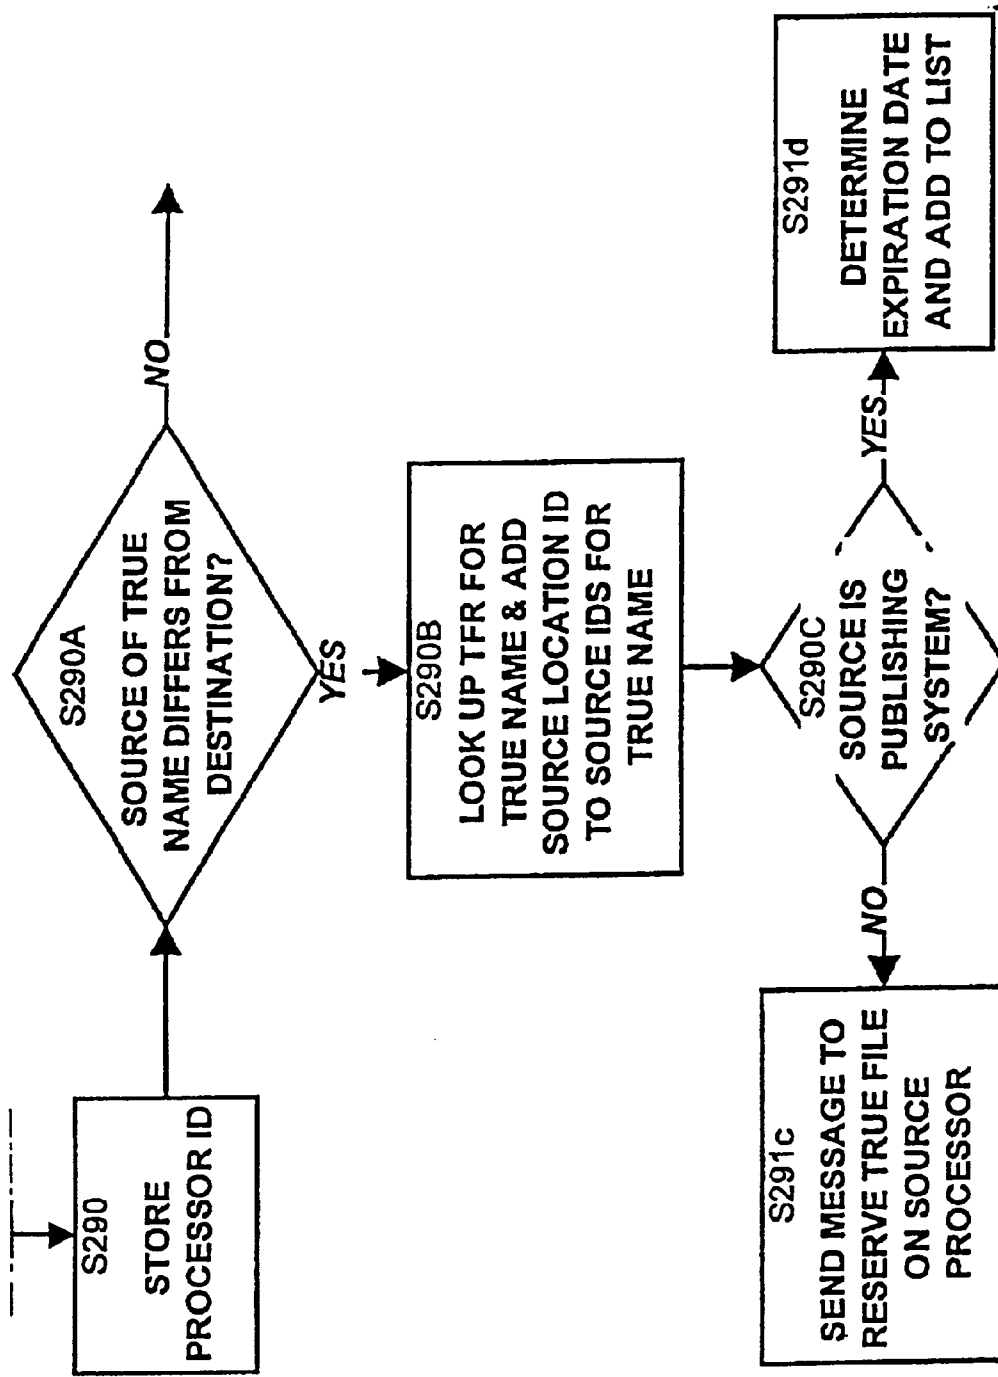 S290
STORE
PROCESSOR ID
S290A
SOURCE OF TRUE
NAME DIFFERS FROM
DESTINATION?
NO
YES
S290B
LOOK UP TFR FOR
TRUE NAME & ADD
SOURCE LOCATION ID
TO SOURCE IDS FOR
TRUE NAME
S290C
SOURCE IS
PUBLISHING
SYSTEM?
NO
YES
S291c
SEND MESSAGE TO
RESERVE TRUE FILE
ON SOURCE
PROCESSOR
S291d
DETERMINE
EXPIRATION DATE
AND ADD TO LIST